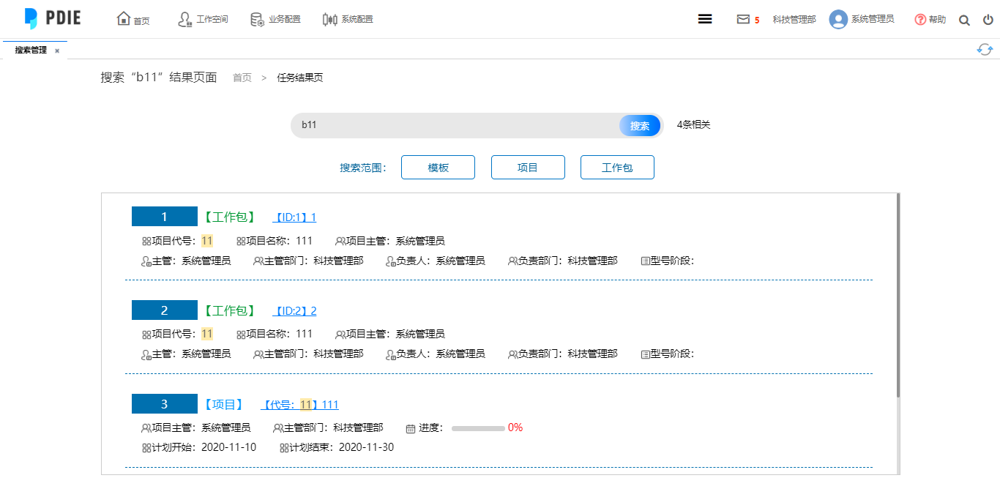 PDIE 首页 工作空间 业务配置 系统配置 5 科技管理部 系统管理员 帮助
搜索管理 ×
搜索“b11”结果页面 首页 > 任务结果页
b11 搜索 4条相关
搜索范围： 模板 项目 工作包
1 【工作包】 【ID:1】1
项目代号：11 项目名称：111 项目主管：系统管理员
主管：系统管理员 主管部门：科技管理部 负责人：系统管理员 负责部门：科技管理部 型号阶段：
2 【工作包】 【ID:2】2
项目代号：11 项目名称：111 项目主管：系统管理员
主管：系统管理员 主管部门：科技管理部 负责人：系统管理员 负责部门：科技管理部 型号阶段：
3 【项目】 【代号：11】111
项目主管：系统管理员 主管部门：科技管理部 进度： 0%
计划开始：2020-11-10 计划结束：2020-11-30